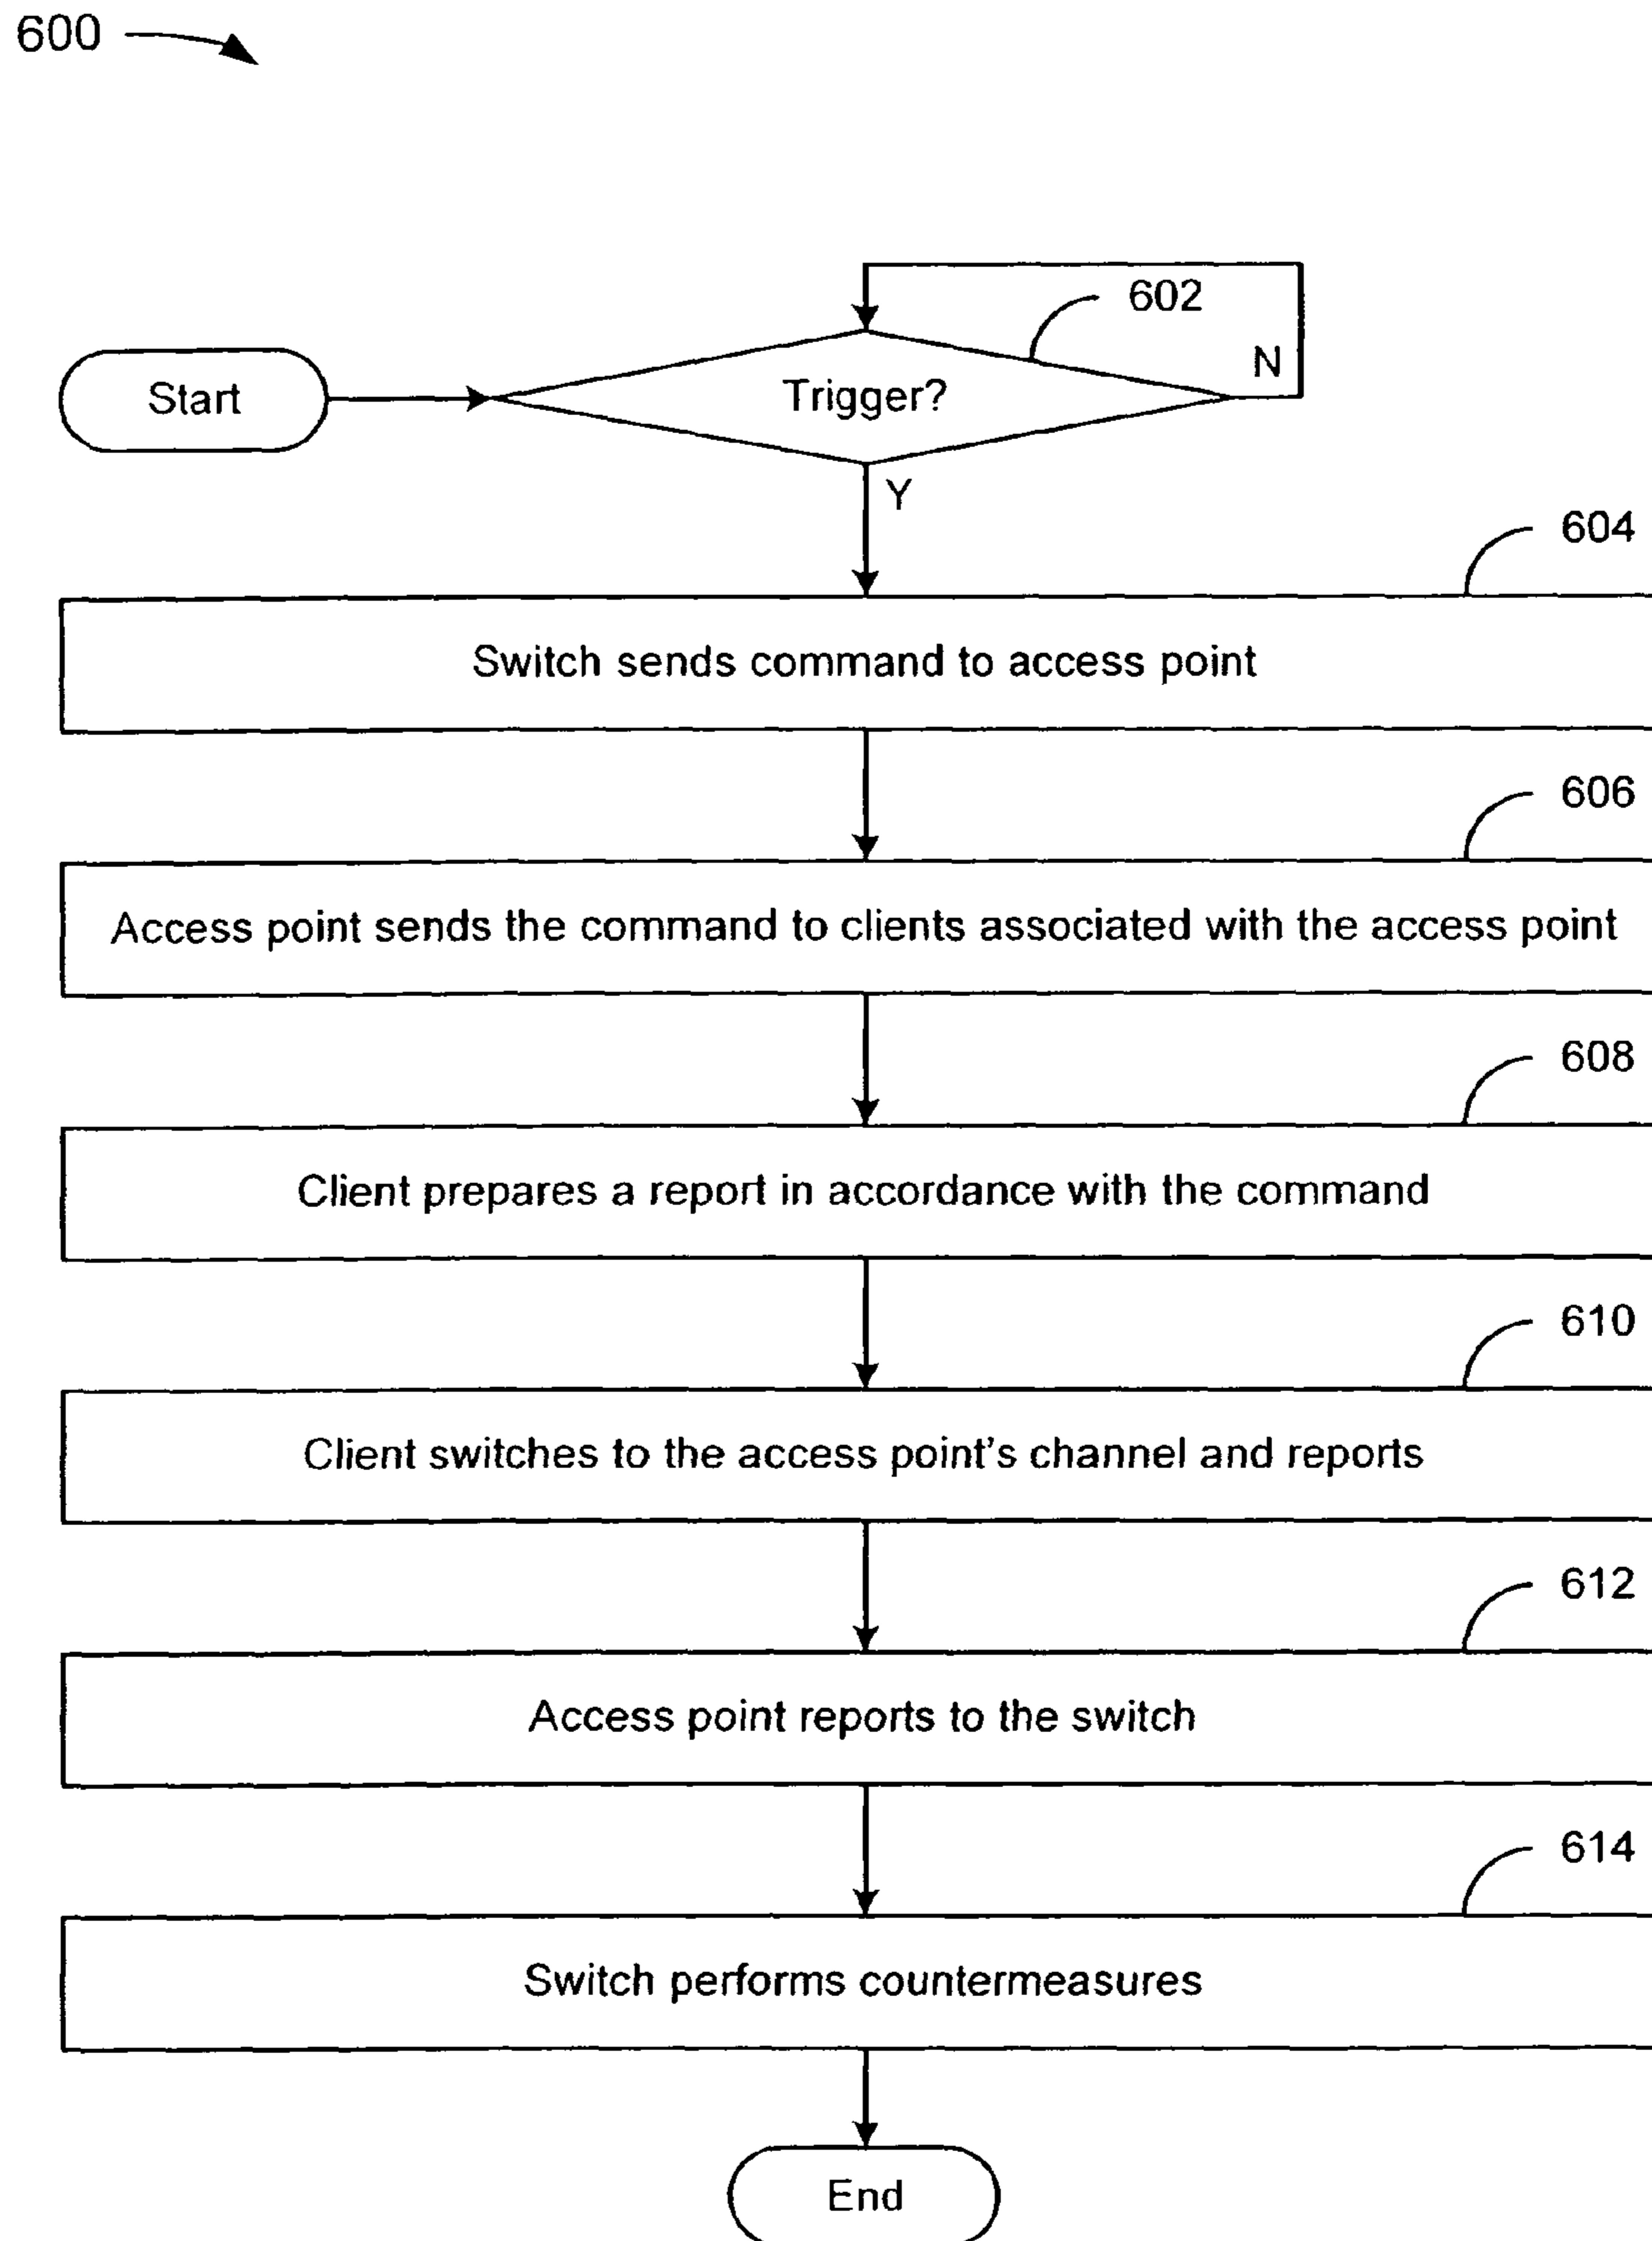 600
602
N
Start
Trigger?
Y
604
Switch sends command to access point
606
Access point sends the command to clients associated with the access point
608
Client prepares a report in accordance with the command
610
Client switches to the access point's channel and reports
612
Access point reports to the switch
614
Switch performs countermeasures
End